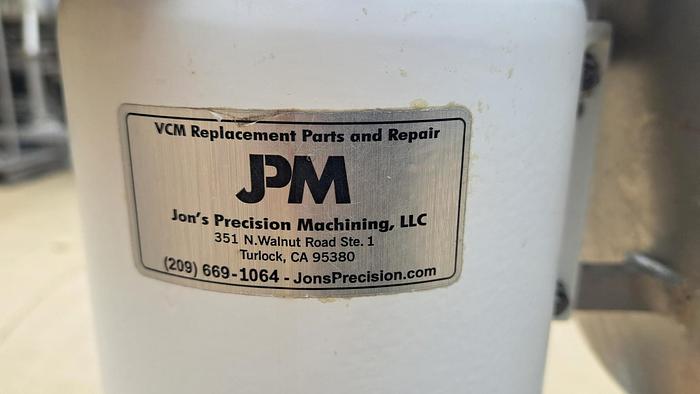 VCM Replacement Parts and Repair
JPM
Jon's Precision Machining, LLC
351 N.Walnut Road Ste. 1
Turlock, CA 95380
(209) 669-1064 - JonsPrecision.com